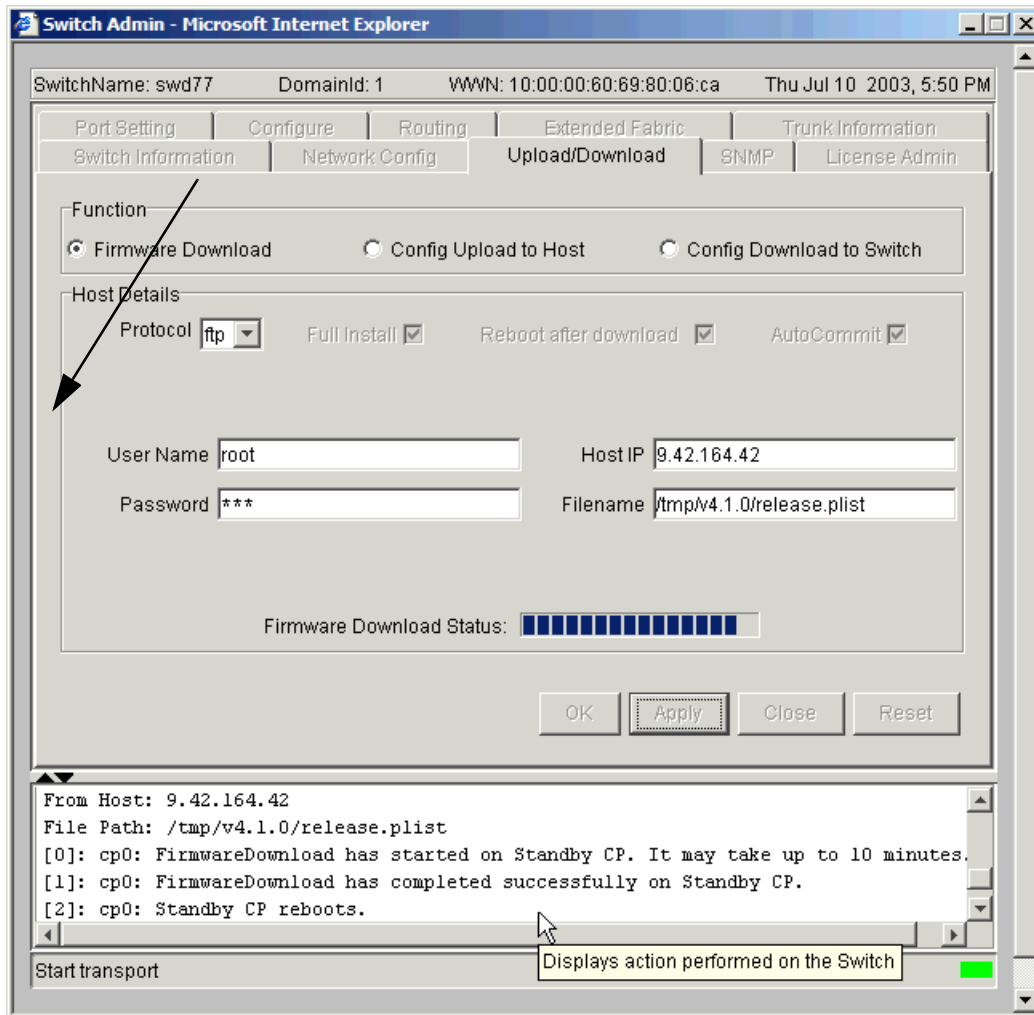 Switch Admin - Microsoft Internet Explorer
SwitchName: swd77 DomainId: 1 WWN: 10:00:00:60:69:80:06:ca Thu Jul 10 2003, 5:50 PM
Port Setting Configure Routing Extended Fabric Trunk Information
Switch Information Network Config Upload/Download SNMP License Admin
Function
Firmware Download Config Upload to Host Config Download to Switch
Host Details
Protocol ftp Full Install Reboot after download AutoCommit
User Name root Host IP 9.42.164.42
Password *** Filename /tmp/v4.1.0/release.plist
Firmware Download Status:
OK Apply Close Reset
From Host: 9.42.164.42
File Path: /tmp/v4.1.0/release.plist
[0]: cp0: FirmwareDownload has started on Standby CP. It may take up to 10 minutes.
[1]: cp0: FirmwareDownload has completed successfully on Standby CP.
[2]: cp0: Standby CP reboots.
Displays action performed on the Switch
Start transport